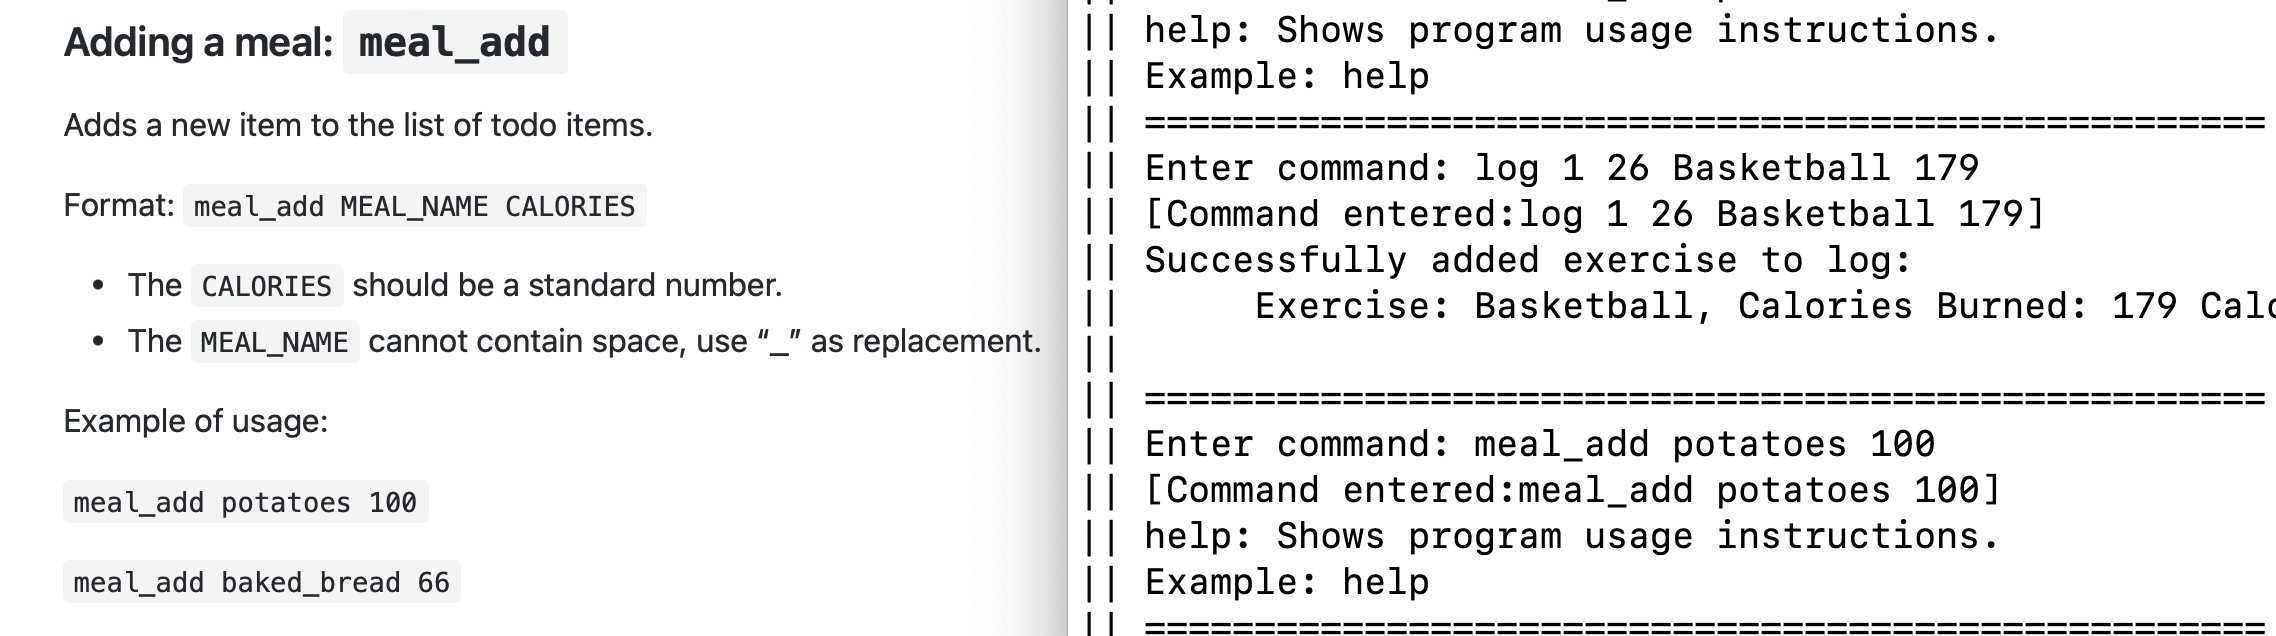 Adding a meal: meal_add
Adds a new item to the list of todo items.
Format: meal_add MEAL_NAME CALORIES
• The CALORIES should be a standard number.
• The MEAL_NAME cannot contain space, use “_” as replacement.
Example of usage:
meal_add potatoes 100
meal_add baked_bread 66
|| help: Shows program usage instructions.
|| Example: help
|| ===================================================
|| Enter command: log 1 26 Basketball 179
|| [Command entered:log 1 26 Basketball 179]
|| Successfully added exercise to log:
||      Exercise: Basketball, Calories Burned: 179
||
|| ===================================================
|| Enter command: meal_add potatoes 100
|| [Command entered:meal_add potatoes 100]
|| help: Shows program usage instructions.
|| Example: help
|| ===================================================